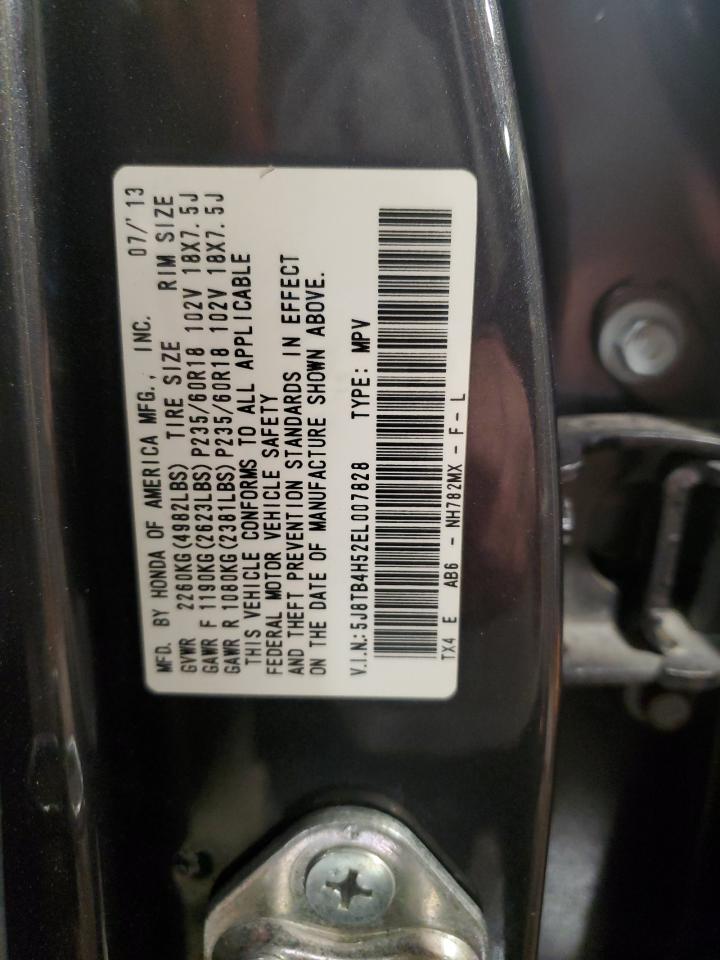 MFD. BY HONDA OF AMERICA MFG., INC. 07/'13
GVWR 2260KG(4982LBS) TIRE SIZE RIM SIZE
GAWR F 1190KG(2623LBS)P235/60R18 102V 18X7.5J
GAWR R 1080KG(2381LBS)P235/60R18 102V 18X7.5J
THIS VEHICLE CONFORMS TO ALL APPLICABLE
FEDERAL MOTOR VEHICLE SAFETY
AND THEFT PREVENTION STANDARDS IN EFFECT
ON THE DATE OF MANUFACTURE SHOWN ABOVE.
V.I.N.: 5J8TB4H52EL007828 TYPE: MPV
TX4 E AB6 - NH782MX - F - L